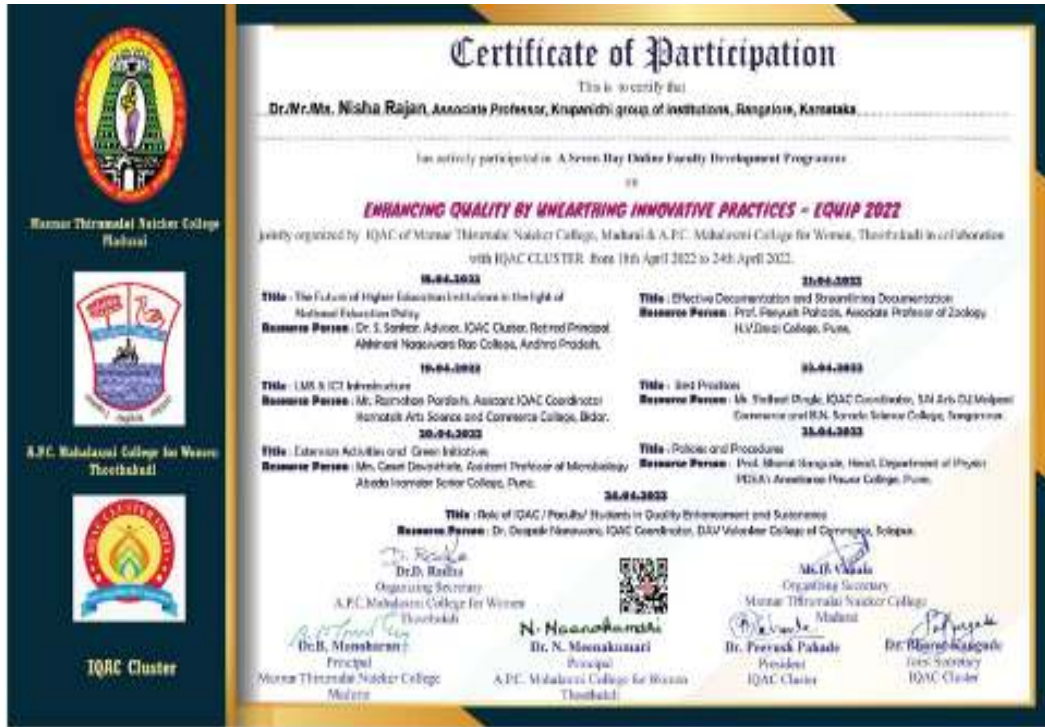 Certificate of Participation
This is to certify that
Dr./Mr./Ms. Nisha Rajan, Associate Professor, Krupanidhi group of institutions, Bangalore, Karnataka
has actively participated in A Seven Day Online Faculty Development Programme
on
ENHANCING QUALITY BY UNEARTHING INNOVATIVE PRACTICES - EQUIP 2022
jointly organized by IQAC of Mannar Thirumalai Naicker College, Madurai & A.P.C. Mahalaxmi College for Women, Thoothukudi in collaboration
with IQAC CLUSTER from 18th April 2022 to 24th April 2022.
18.04.2022
Title : The Future of Higher Education Institutions in the light of
National Education Policy
Resource Person : Dr. S. Sankar, Advisor, IQAC Cluster, Retired Principal
Nageswara Rao College, Andhra Pradesh.
19.04.2022
Title : LMS & ICT Infrastructure
Resource Person : Mr. Assistant IQAC Coordinator
Karnatak Arts Science and Commerce College, Bidar.
20.04.2022
Title : Extension Activities and Green Initiatives
Resource Person : Mrs. Assistant Professor of Microbiology
Abeda Inamdar Senior College, Pune.
21.04.2022
Title : Effective Documentation and Streamlining Documentation
Resource Person : Prof. Peeyush Pahade, Associate Professor of Zoology
H.V.Desai College, Pune.
22.04.2022
Title : Best Practices
Resource Person : Mr. IQAC Coordinator, S.N Arts D.J Malpani
Commerce and B.N. Sarada Science College, Sangamner.
23.04.2022
Title : Policies and Procedures
Resource Person : Prof. Bharat Kangude, Head, Department of Physics
College, Pune.
24.04.2022
Title : Role of IQAC / Faculty/ Students in Quality Enhancement and Sustenance
Resource Person : Dr. Deepak Nanaware, IQAC Coordinator, DAV Velankar College of Commerce, Solapur.
Dr.D. Radha
Organizing Secretary
A.P.C.Mahalaxmi College for Women
Thoothukudi
Organizing Secretary
Mannar Thirumalai Naicker College
Madurai
Dr.B. Manoharan
Principal
Mannar Thirumalai Naicker College
Madurai
N. Meenakumari
Dr. N. Meenakumari
Principal
A.P.C. Mahalaxmi College for Women
Thoothukudi
Dr. Peeyush Pahade
President
IQAC Cluster
Dr. Bharat Kangude
Joint Secretary
IQAC Cluster
Mannar Thirumalai Naicker College
Madurai
A.P.C. Mahalaxmi College for Women
Thoothukudi
IQAC CLUSTER INDIA
IQAC Cluster